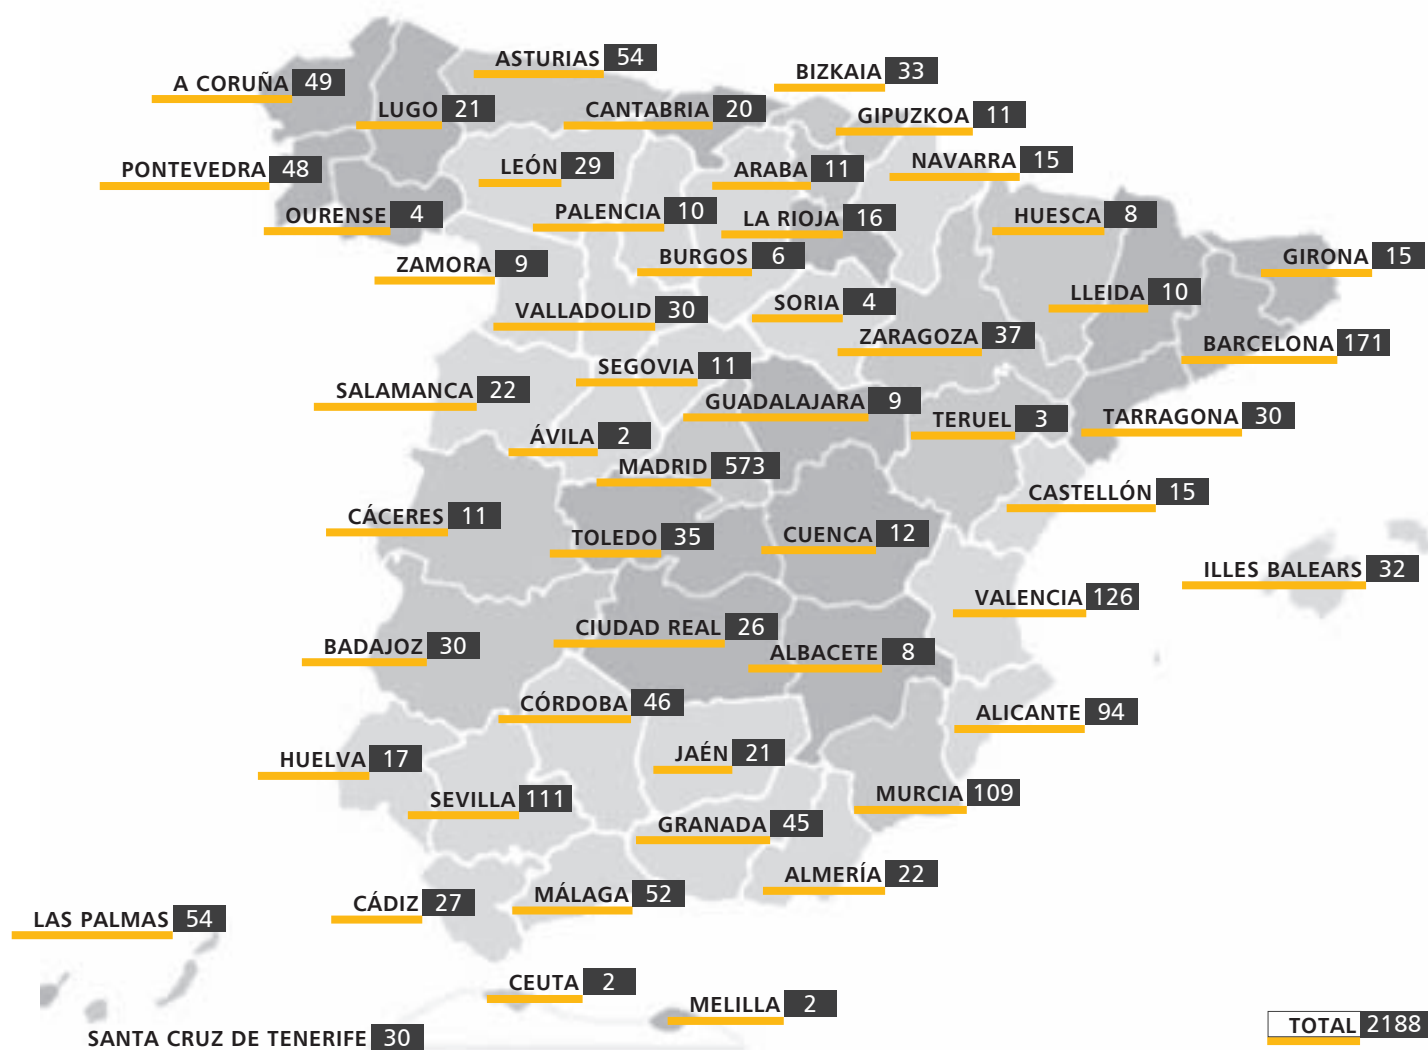 ASTURIAS 54
BIZKAIA 33
A CORUÑA 49
LUGO 21
CANTABRIA 20
GIPUZKOA 11
PONTEVEDRA 48
LEÓN 29
ARABA 11
NAVARRA 15
OURENSE 4
PALENCIA 10
LA RIOJA 16
HUESCA 8
ZAMORA 9
BURGOS 6
GIRONA 15
VALLADOLID 30
SORIA 4
LLEIDA 10
ZARAGOZA 37
BARCELONA 171
SEGOVIA 11
SALAMANCA 22
GUADALAJARA 9
TERUEL 3
TARRAGONA 30
ÁVILA 2
MADRID 573
CASTELLÓN 15
CÁCERES 11
TOLEDO 35
CUENCA 12
ILLES BALEARS 32
VALENCIA 126
CIUDAD REAL 26
BADAJOZ 30
ALBACETE 8
CÓRDOBA 46
ALICANTE 94
HUELVA 17
JAÉN 21
SEVILLA 111
MURCIA 109
GRANADA 45
ALMERÍA 22
CÁDIZ 27
MÁLAGA 52
LAS PALMAS 54
CEUTA 2
MELILLA 2
SANTA CRUZ DE TENERIFE 30
TOTAL 2188